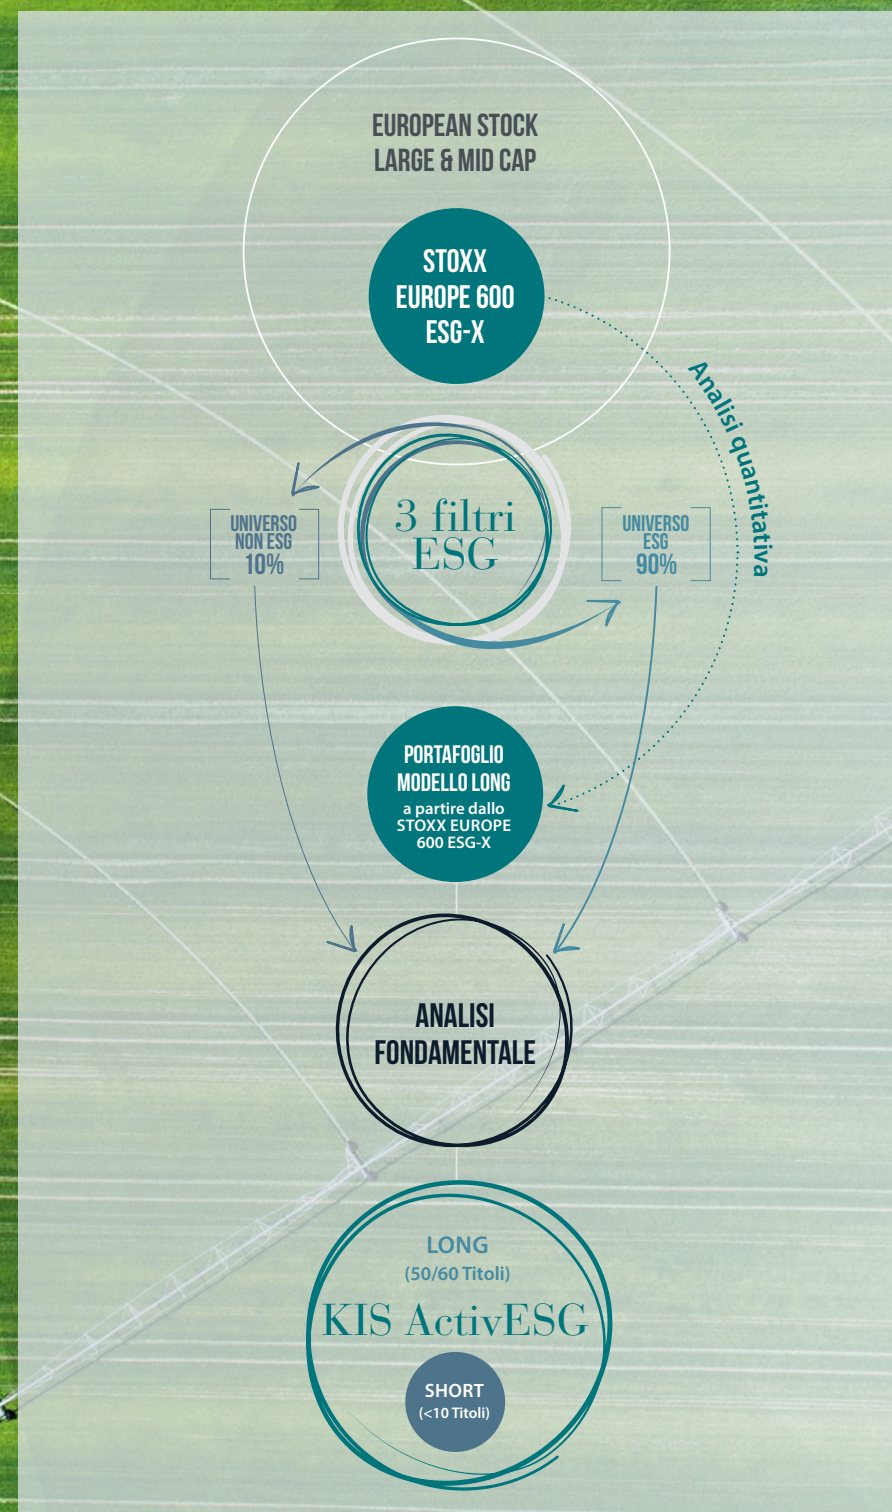 EUROPEAN STOCK
LARGE & MID CAP
STOXX
EUROPE 600
ESG-X
Analisi quantitativa
3 filtri
ESG
UNIVERSO
NON ESG
10%
UNIVERSO
ESG
90%
PORTAFOGLIO
MODELLO LONG
a partire dallo
STOXX EUROPE
600 ESG-X
ANALISI
FONDAMENTALE
LONG
(50/60 Titoli)
KIS ActivESG
SHORT
(<10 Titoli)